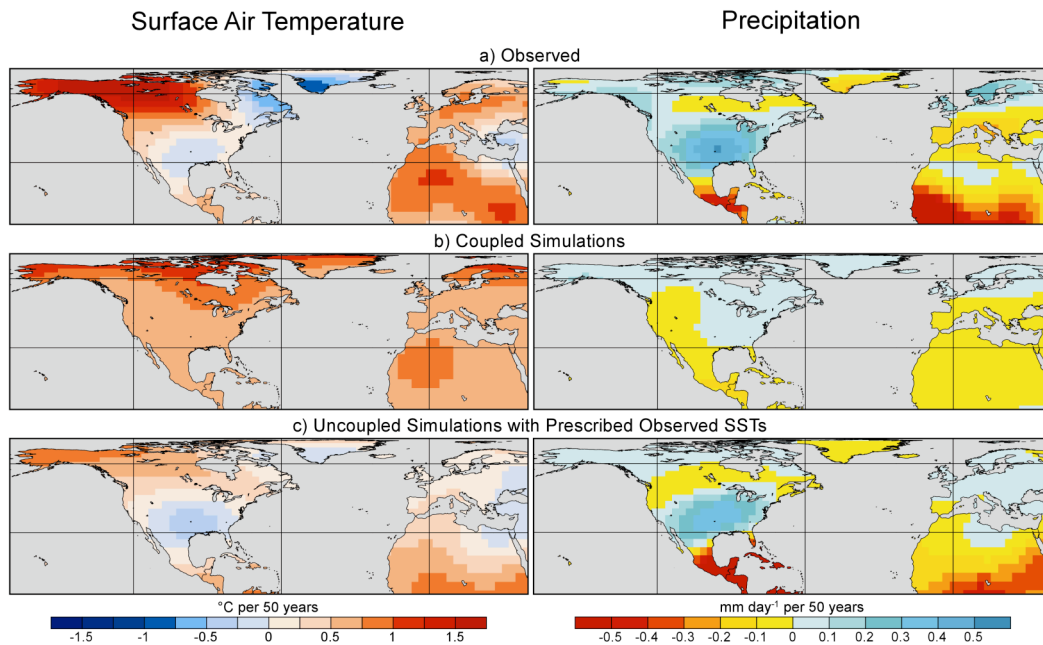 Surface Air Temperature
Precipitation
a) Observed
b) Coupled Simulations
c) Uncoupled Simulations with Prescribed Observed SSTs
°C per 50 years
-1.5 -1 -0.5 0 0.5 1 1.5
mm day⁻¹ per 50 years
-0.5 -0.4 -0.3 -0.2 -0.1 0 0.1 0.2 0.3 0.4 0.5